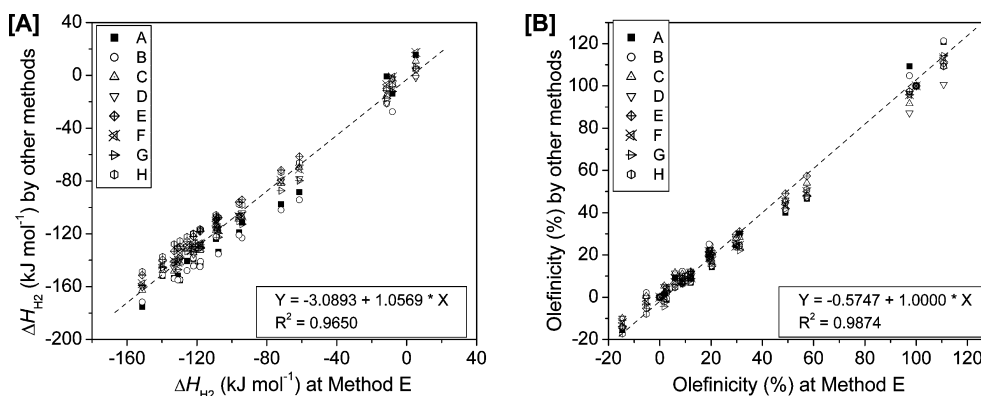 [A]
ΔH_H2 (kJ mol⁻¹) by other methods
40
0
-40
-80
-120
-160
-200
A
B
C
D
E
F
G
H
Y = -3.0893 + 1.0569 * X
R² = 0.9650
-160 -120 -80 -40 0 40
ΔH_H2 (kJ mol⁻¹) at Method E
[B]
Olefinicity (%) by other methods
120
100
80
60
40
20
0
-20
A
B
C
D
E
F
G
H
Y = -0.5747 + 1.0000 * X
R² = 0.9874
-20 0 20 40 60 80 100 120
Olefinicity (%) at Method E